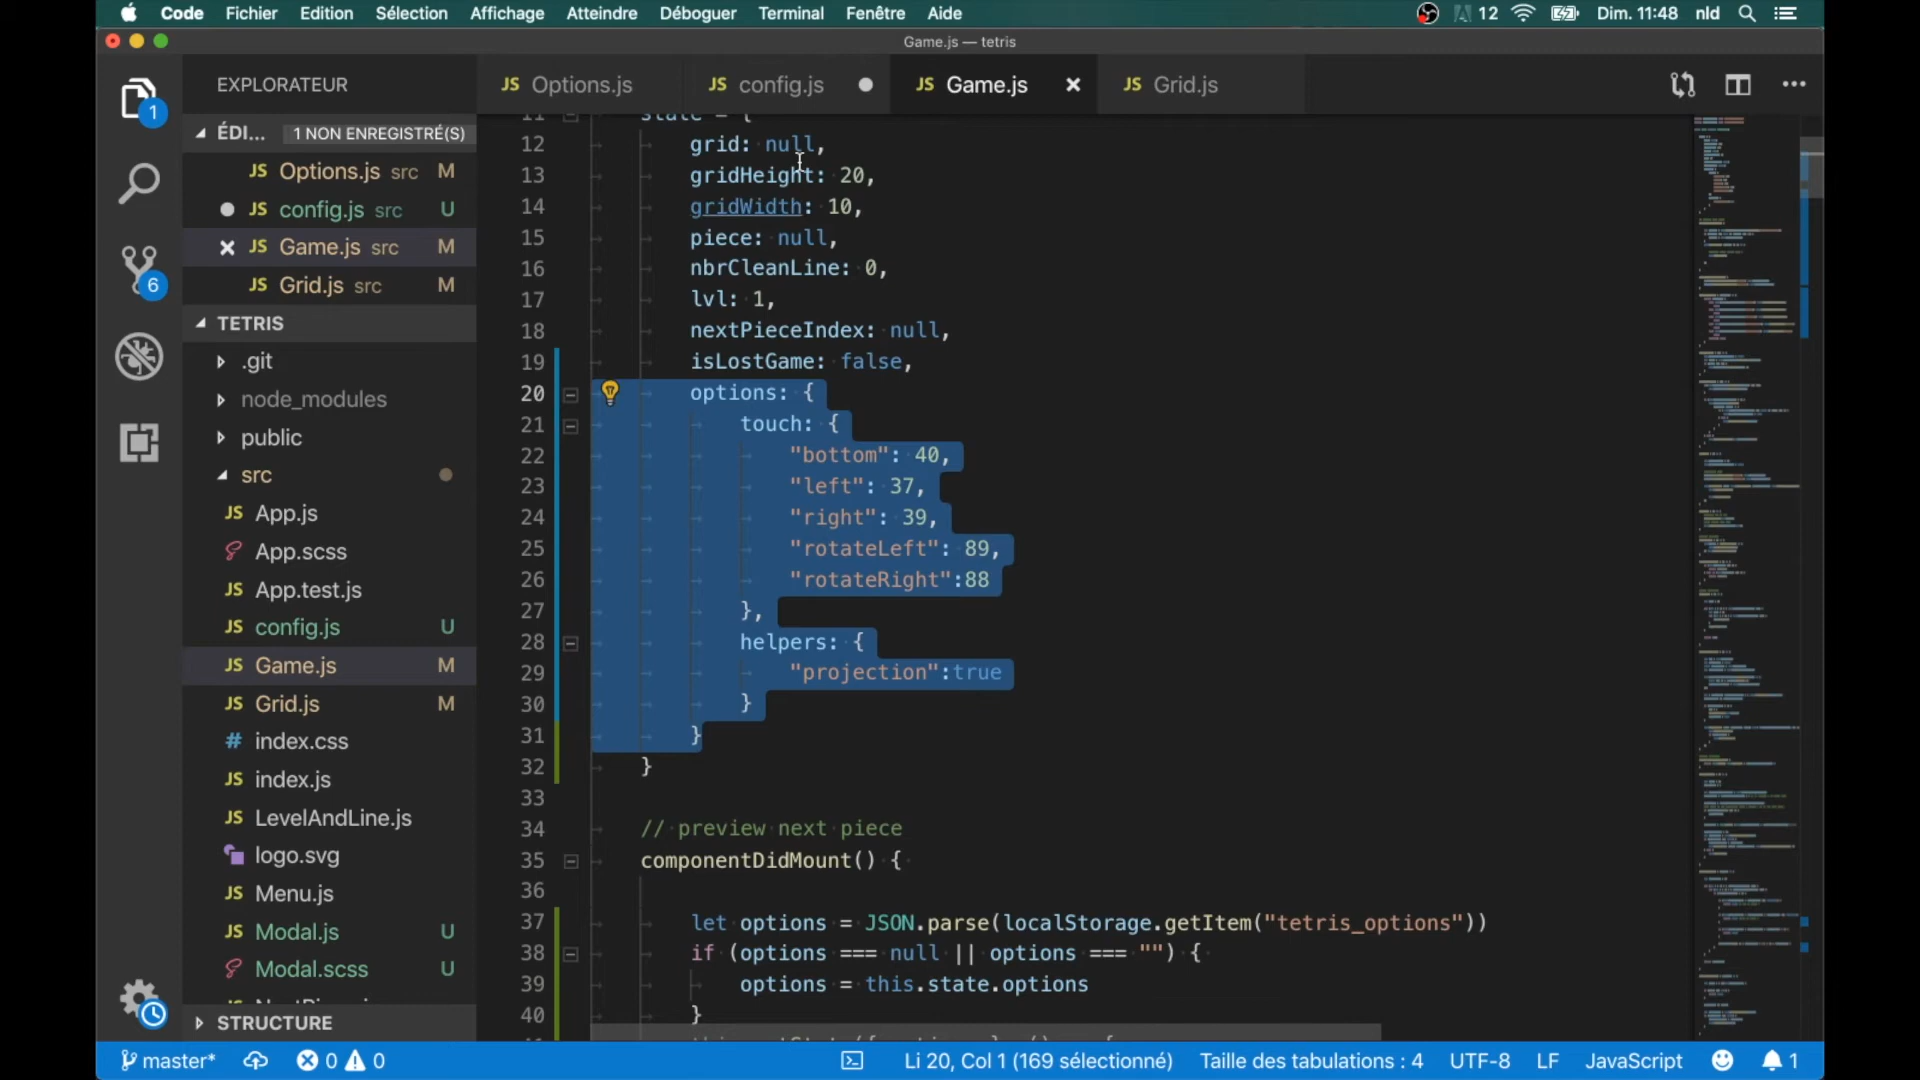 Code Fichier Edition Sélection Affichage Atteindre Déboguer Terminal Fenêtre Aide 12 Dim. 11:48 nld
Game.js — tetris
EXPLORATEUR
JS Options.js JS config.js JS Game.js JS Grid.js
1
ÉDI... 1 NON ENREGISTRÉ(S)
JS Options.js src M
JS config.js src U
JS Game.js src M
JS Grid.js src M
6
TETRIS
.git
node_modules
public
src
JS App.js
App.scss
JS App.test.js
JS config.js U
JS Game.js M
JS Grid.js M
# index.css
JS index.js
JS LevelAndLine.js
logo.svg
JS Menu.js
JS Modal.js U
Modal.scss U
STRUCTURE
11 state = {
12 grid: null,
13 gridHeight: 20,
14 gridWidth: 10,
15 piece: null,
16 nbrCleanLine: 0,
17 lvl: 1,
18 nextPieceIndex: null,
19 isLostGame: false,
20 options: {
21 touch: {
22 "bottom": 40,
23 "left": 37,
24 "right": 39,
25 "rotateLeft": 89,
26 "rotateRight":88
27 },
28 helpers: {
29 "projection":true
30 }
31 }
32 }
33
34 // preview next piece
35 componentDidMount() {
36
37 let options = JSON.parse(localStorage.getItem("tetris_options"))
38 if (options === null || options === "") {
39 options = this.state.options
40 }
master* 0 0 Li 20, Col 1 (169 sélectionné) Taille des tabulations : 4 UTF-8 LF JavaScript 1